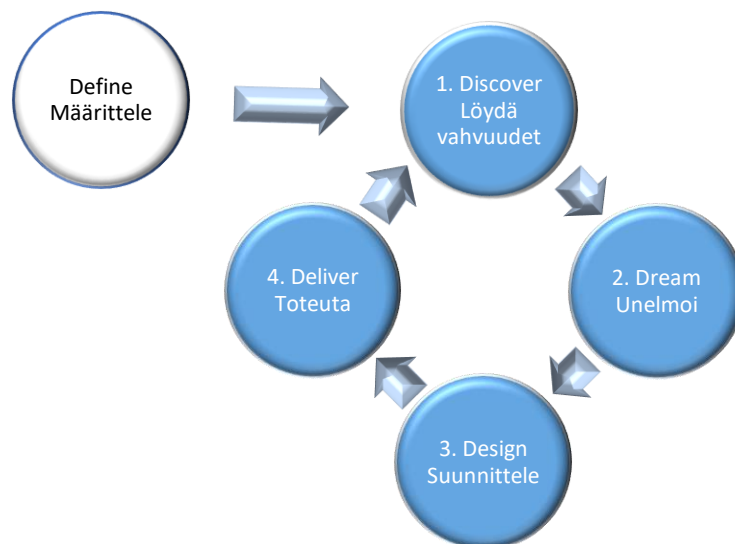 Define
Määrittele
1. Discover
Löydä
vahvuudet
2. Dream
Unelmoi
3. Design
Suunnittele
4. Deliver
Toteuta